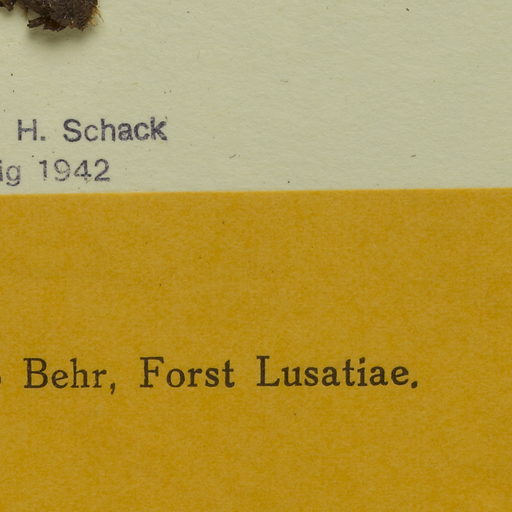 H. Schack
ig 1942
Behr, Forst Lusatiae.